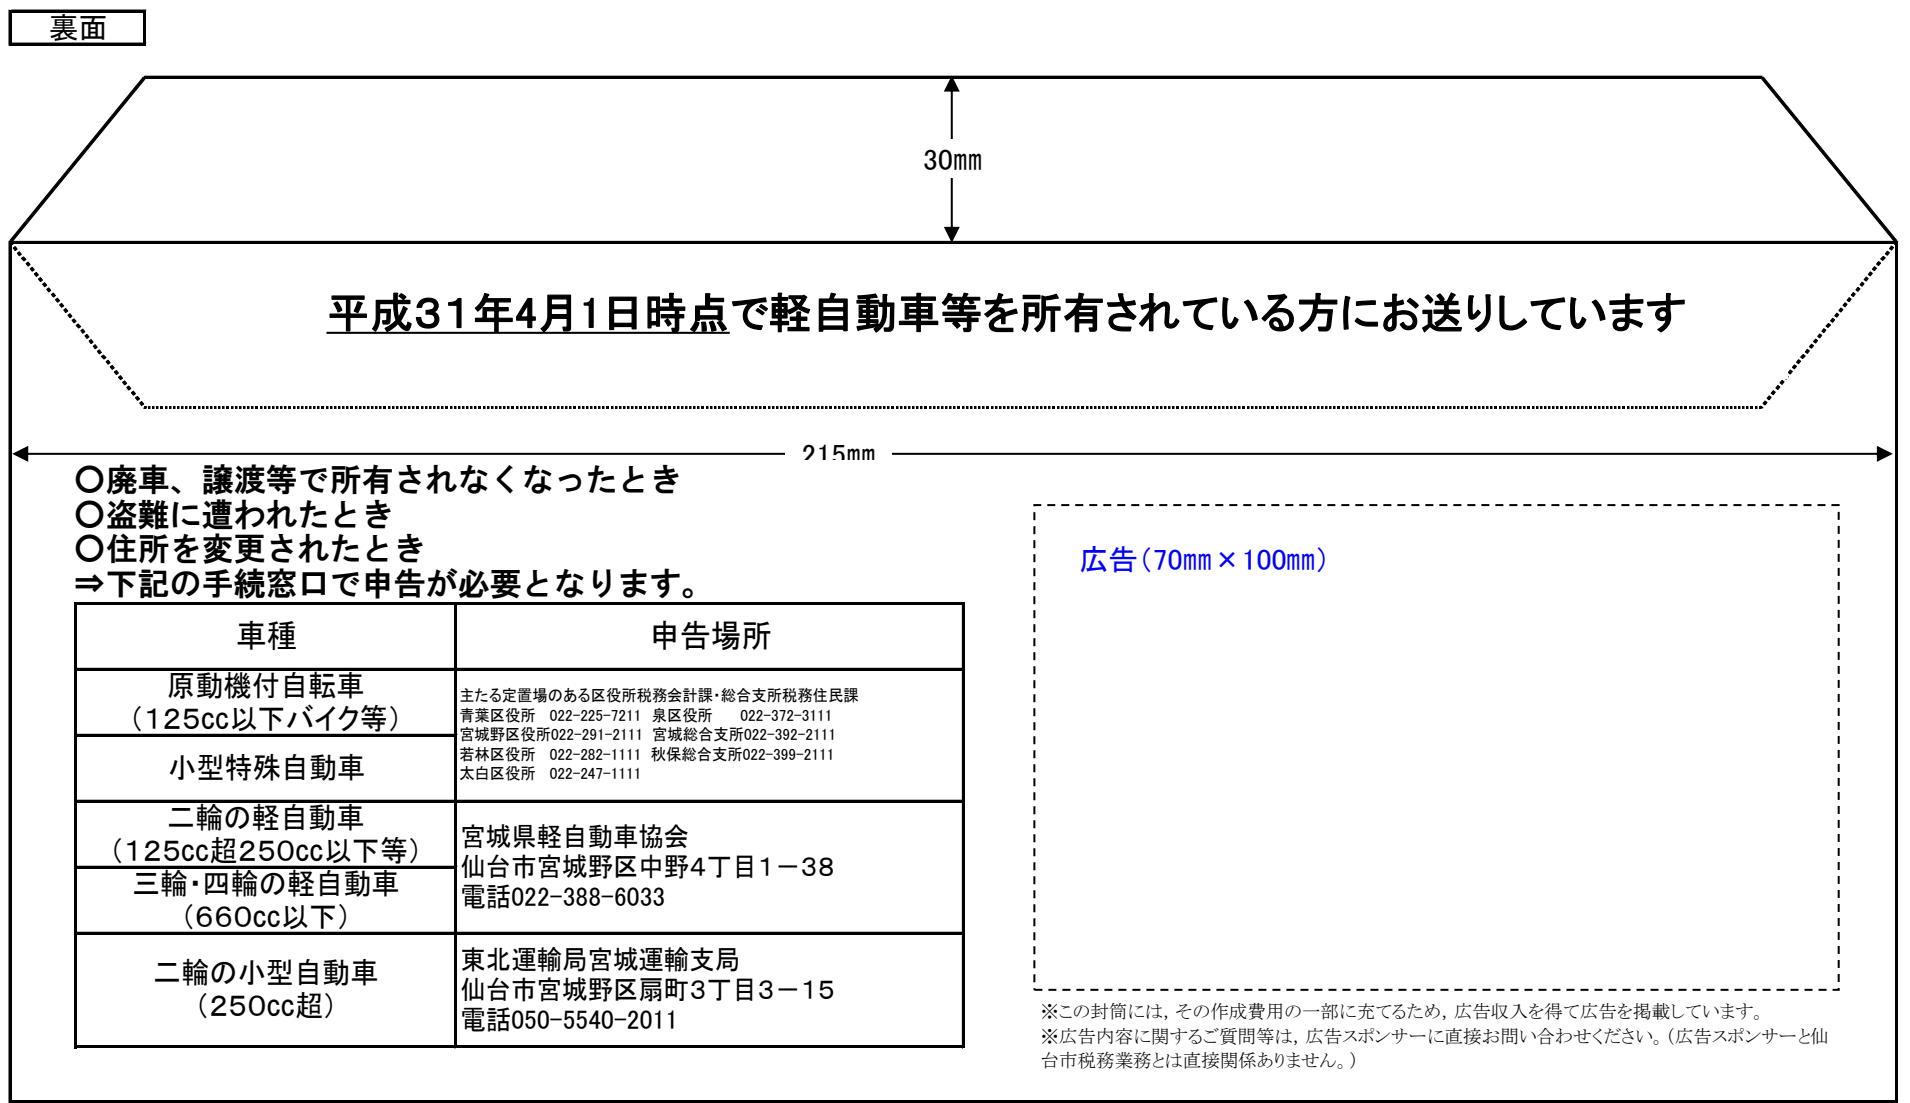 裏面
30mm
平成31年4月1日時点で軽自動車等を所有されている方にお送りしています
215mm
〇廃車、譲渡等で所有されなくなったとき
〇盗難に遭われたとき
〇住所を変更されたとき
⇒下記の手続窓口で申告が必要となります。
車種 申告場所
原動機付自転車
（125cc以下バイク等）
小型特殊自動車
主たる定置場のある区役所税務会計課・総合支所税務住民課
青葉区役所 022-225-7211 泉区役所 022-372-3111
宮城野区役所022-291-2111 宮城総合支所022-392-2111
若林区役所 022-282-1111 秋保総合支所022-399-2111
太白区役所 022-247-1111
二輪の軽自動車
（125cc超250cc以下等）
三輪・四輪の軽自動車
（660cc以下）
宮城県軽自動車協会
仙台市宮城野区中野4丁目1－38
電話022-388-6033
二輪の小型自動車
（250cc超）
東北運輸局宮城運輸支局
仙台市宮城野区扇町3丁目3－15
電話050-5540-2011
広告（70mm×100mm）
※この封筒には，その作成費用の一部に充てるため，広告収入を得て広告を掲載しています。
※広告内容に関するご質問等は，広告スポンサーに直接お問い合わせください。（広告スポンサーと仙
台市税務業務とは直接関係ありません。）